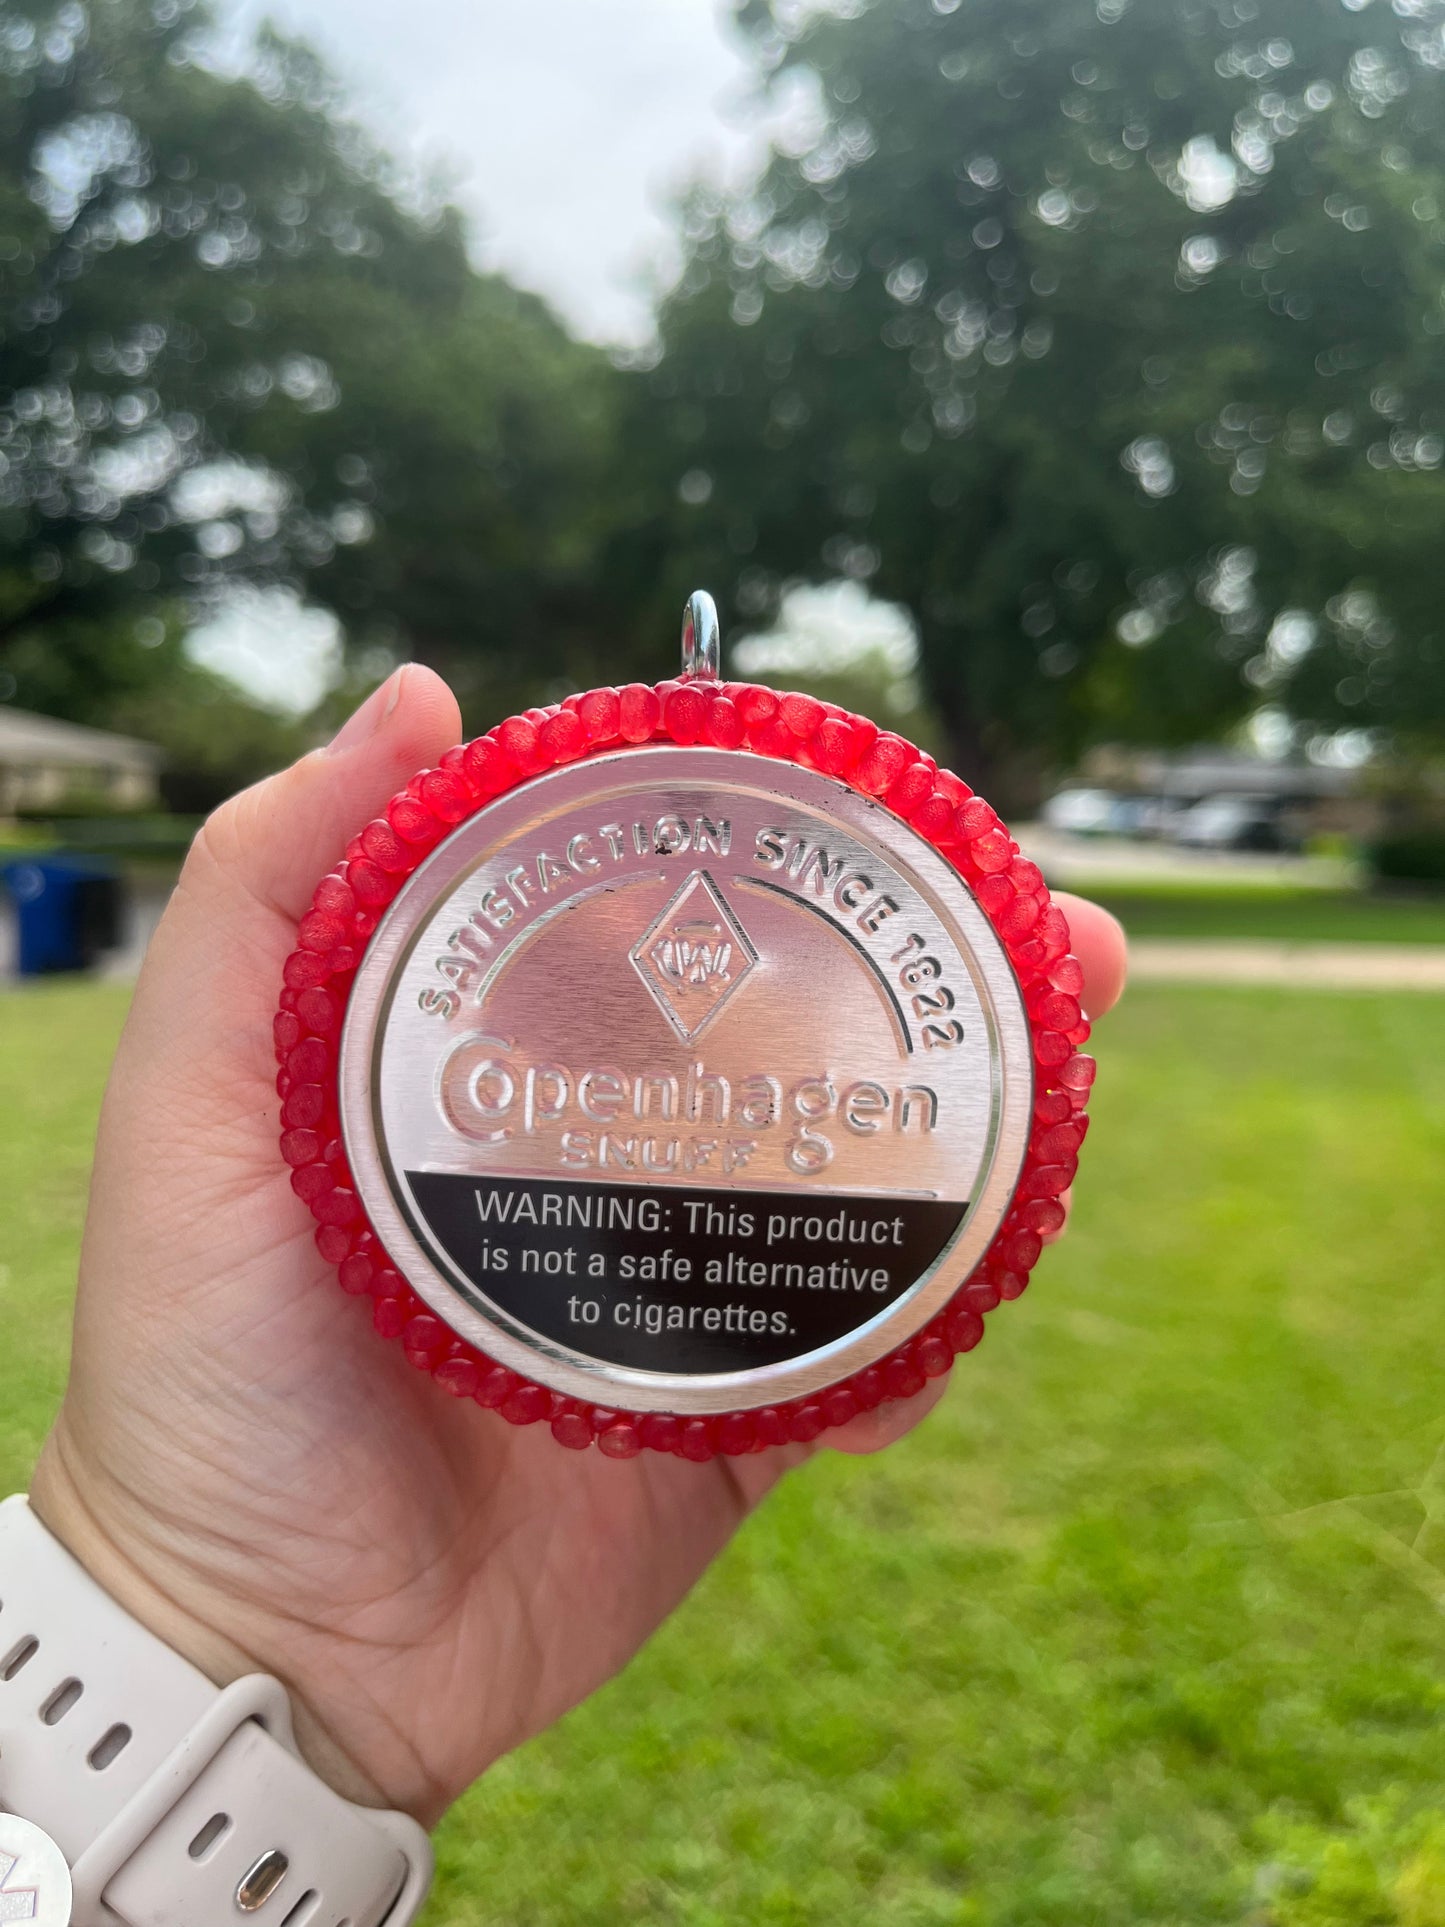 SATISFACTION SINCE 1822
Copenhagen
SNUFF
WARNING: This product
is not a safe alternative
to cigarettes.